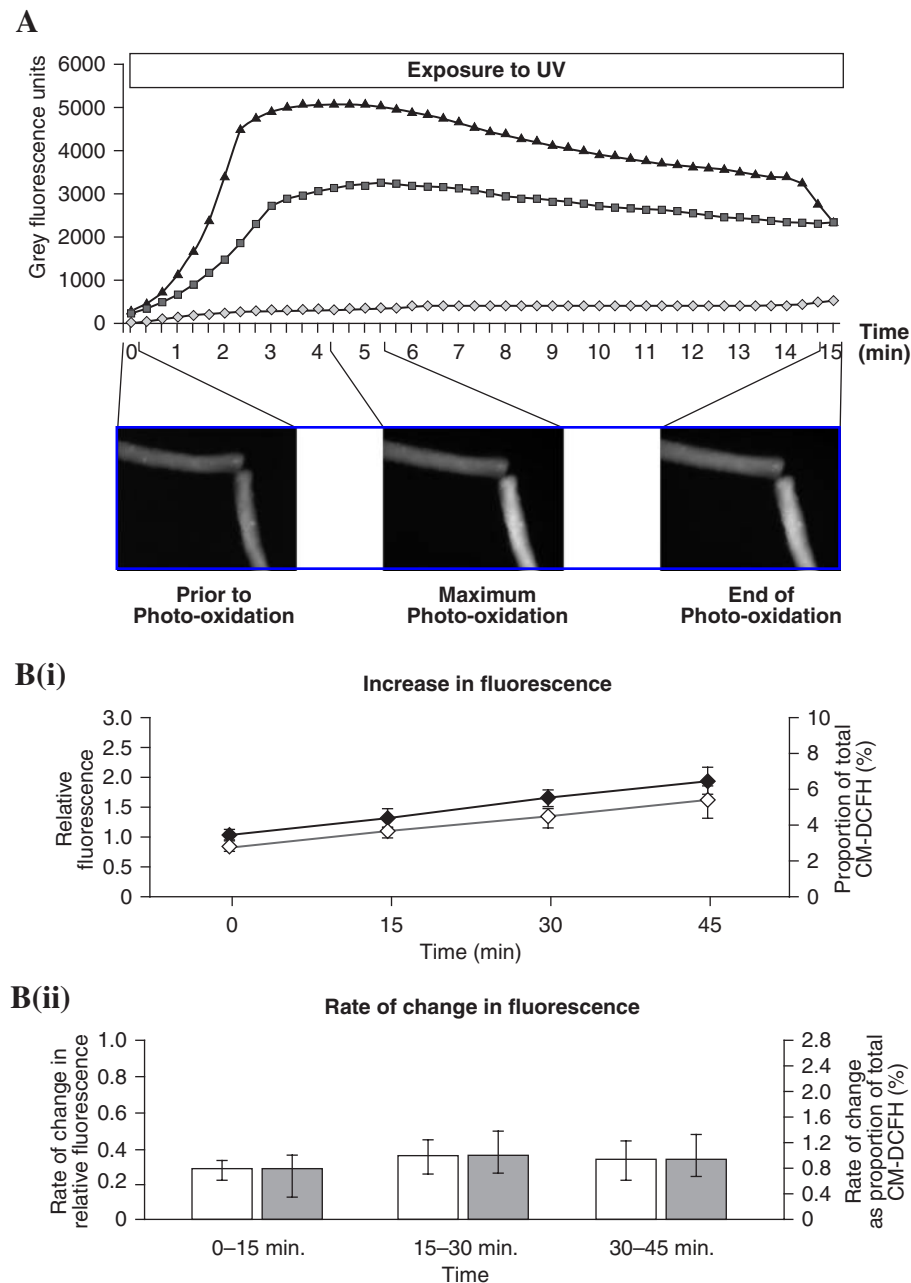 A
Exposure to UV
Grey fluorescence units
6000
5000
4000
3000
2000
1000
0
0 1 2 3 4 5 6 7 8 9 10 11 12 13 14 15
Time
(min)
Prior to
Photo-oxidation
Maximum
Photo-oxidation
End of
Photo-oxidation
B(i)
Increase in fluorescence
Relative
fluorescence
3.0
2.5
2.0
1.5
1.0
0.5
0
10
8
6
4
2
0
Proportion of total
CM-DCFH (%)
0 15 30 45
Time (min)
B(ii)
Rate of change in fluorescence
Rate of change in
relative fluorescence
1.0
0.8
0.6
0.4
0.2
0
2.8
2.4
2.0
1.6
1.2
0.8
0.4
0
Rate of change
as proportion of total
CM-DCFH (%)
0–15 min. 15–30 min. 30–45 min.
Time